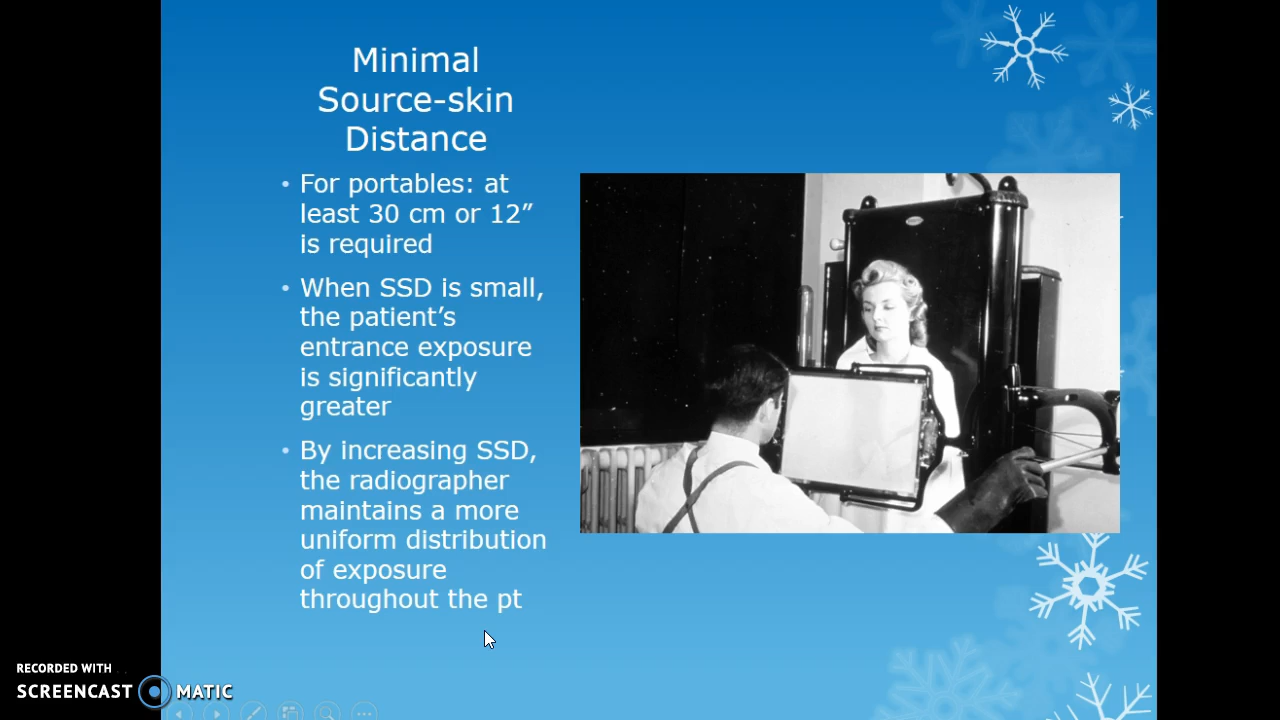 Minimal
Source-skin
Distance
• For portables: at
least 30 cm or 12”
is required
• When SSD is small,
the patient’s
entrance exposure
is significantly
greater
• By increasing SSD,
the radiographer
maintains a more
uniform distribution
of exposure
throughout the pt
RECORDED WITH
SCREENCAST MATIC